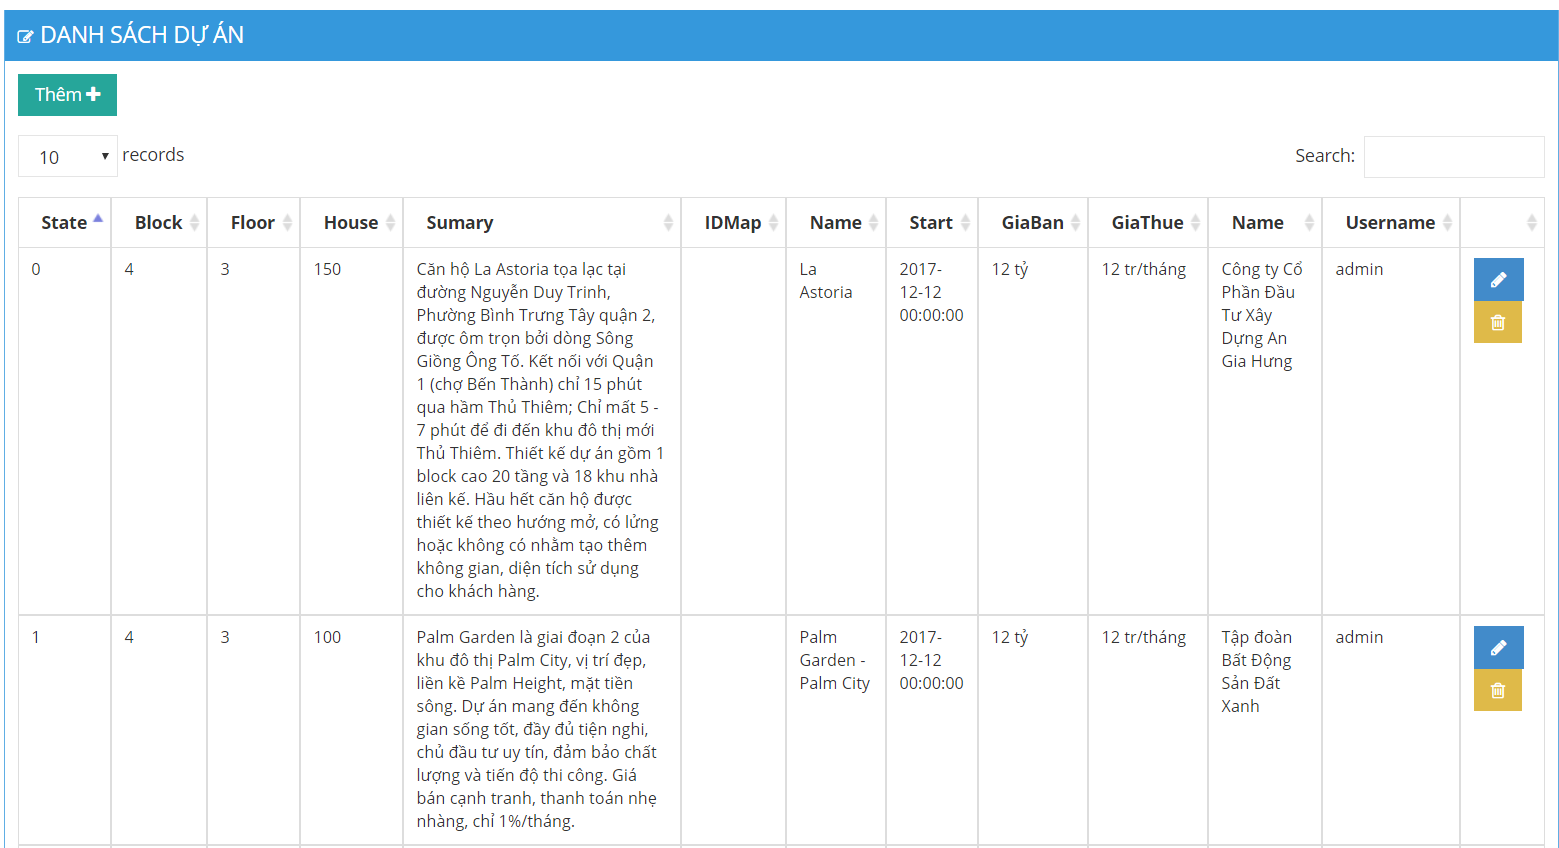 DANH SÁCH DỰ ÁN
Thêm
10 records
Search:
State Block Floor House Sumary IDMap Name Start GiaBan GiaThue Name Username
0
4
3
150
Căn hộ La Astoria tọa lạc tại
đường Nguyễn Duy Trinh,
Phường Bình Trưng Tây quận 2,
được ôm trọn bởi dòng Sông
Giồng Ông Tố. Kết nối với Quận
1 (chợ Bến Thành) chỉ 15 phút
qua hầm Thủ Thiêm; Chỉ mất 5 -
7 phút để đi đến khu đô thị mới
Thủ Thiêm. Thiết kế dự án gồm 1
block cao 20 tầng và 18 khu nhà
liên kế. Hầu hết căn hộ được
thiết kế theo hướng mở, có lửng
hoặc không có nhằm tạo thêm
không gian, diện tích sử dụng
cho khách hàng.
La
Astoria
2017-
12-12
00:00:00
12 tỷ
12 tr/tháng
Công ty Cổ
Phần Đầu
Tư Xây
Dựng An
Gia Hưng
admin
1
4
3
100
Palm Garden là giai đoạn 2 của
khu đô thị Palm City, vị trí đẹp,
liền kề Palm Height, mặt tiền
sông. Dự án mang đến không
gian sống tốt, đầy đủ tiện nghi,
chủ đầu tư uy tín, đảm bảo chất
lượng và tiến độ thi công. Giá
bán cạnh tranh, thanh toán nhẹ
nhàng, chỉ 1%/tháng.
Palm
Garden -
Palm City
2017-
12-12
00:00:00
12 tỷ
12 tr/tháng
Tập đoàn
Bất Động
Sản Đất
Xanh
admin